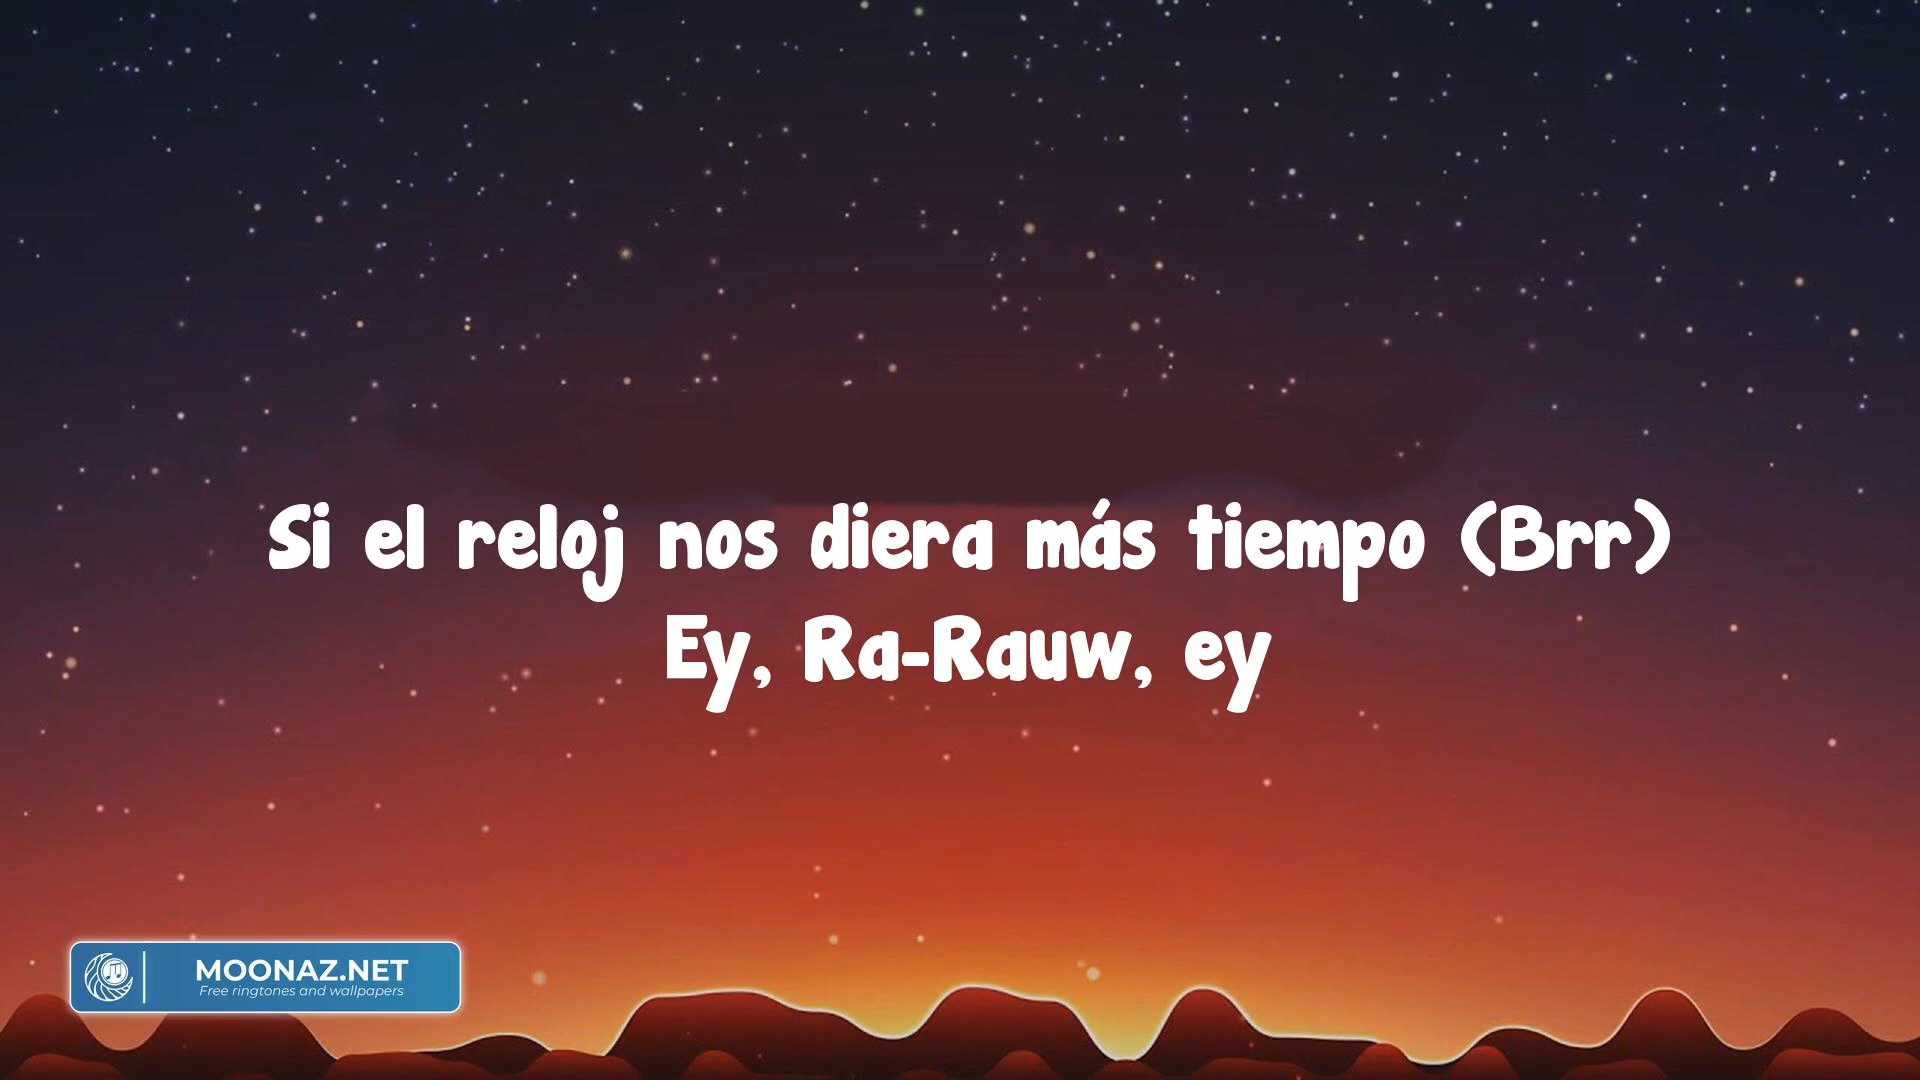 Si el reloj nos diera más tiempo (Brr)
Ey, Ra-Rauw, ey
MOONAZ.NET
Free ringtones and wallpapers